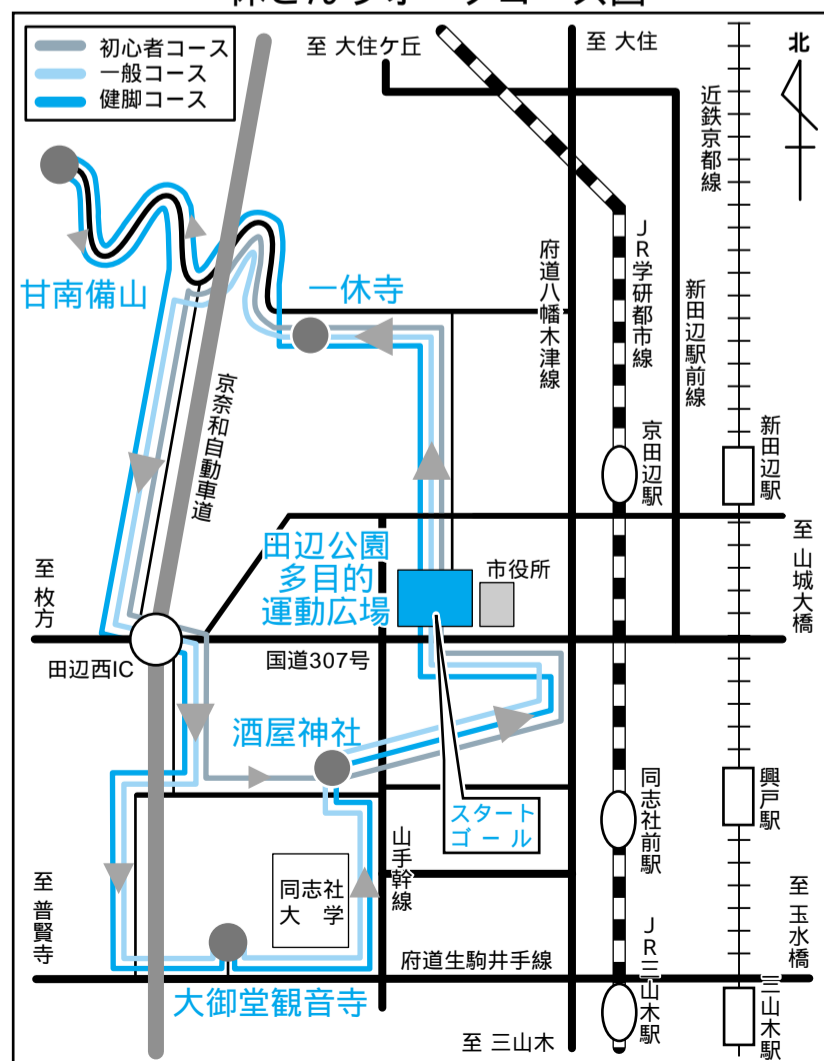 初心者コース
一般コース
健脚コース
至 大住ケ丘
至 大住
北
近鉄京都線
JR学研都市線
府道八幡木津線
新田辺駅前線
甘南備山
一休寺
京奈和自動車道
京田辺駅
新田辺駅
田辺公園
多目的
運動広場
市役所
至 枚方
至 山城大橋
田辺西IC
国道307号
酒屋神社
スタート
ゴール
同志社前駅
興戸駅
山手幹線
同志社
大 学
至 普賢寺
至 玉水橋
府道生駒井手線
JR三山木駅
三山木駅
大御堂観音寺
至 三山木